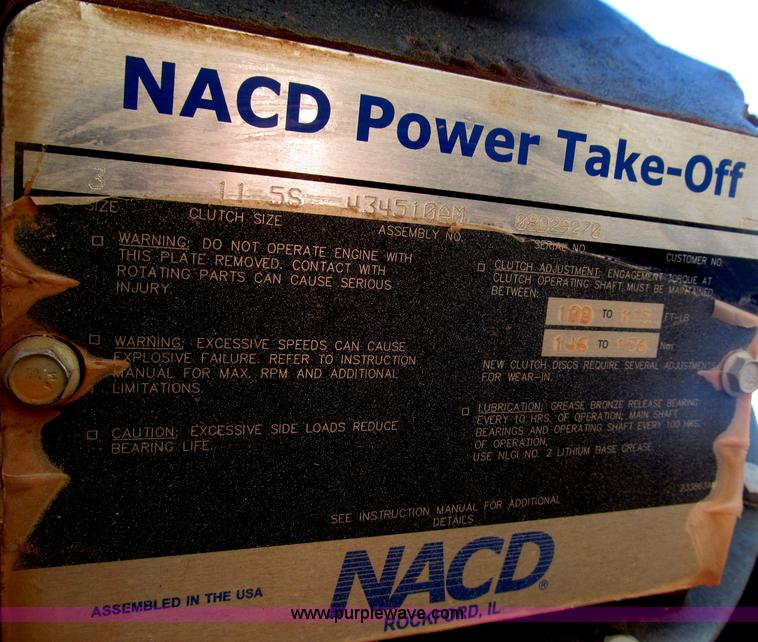 NACD Power Take-Off
3 11.5S 434510AM
SIZE CLUTCH SIZE ASSEMBLY NO. SERIAL NO. CUSTOMER NO.
WARNING: DO NOT OPERATE ENGINE WITH
THIS PLATE REMOVED. CONTACT WITH
ROTATING PARTS CAN CAUSE SERIOUS
INJURY.
WARNING: EXCESSIVE SPEEDS CAN CAUSE
EXPLOSIVE FAILURE. REFER TO INSTRUCTION
MANUAL FOR MAX. RPM AND ADDITIONAL
LIMITATIONS.
CAUTION: EXCESSIVE SIDE LOADS REDUCE
BEARING LIFE.
CLUTCH ADJUSTMENT: ENGAGEMENT TORQUE AT
CLUTCH OPERATING SHAFT MUST BE MAINTAINED
BETWEEN:
TO FT-LB
TO Nm
NEW CLUTCH DISCS REQUIRE SEVERAL ADJUSTMENTS
FOR WEAR-IN.
LUBRICATION: GREASE BRONZE RELEASE BEARING
EVERY 10 HRS. OF OPERATION; MAIN SHAFT
BEARINGS AND OPERATING SHAFT EVERY 100 HRS.
OF OPERATION.
USE NLGI NO. 2 LITHIUM BASE GREASE.
SEE INSTRUCTION MANUAL FOR ADDITIONAL
DETAILS
NACD®
ASSEMBLED IN THE USA
ROCKFORD, IL
www.purplewave.com